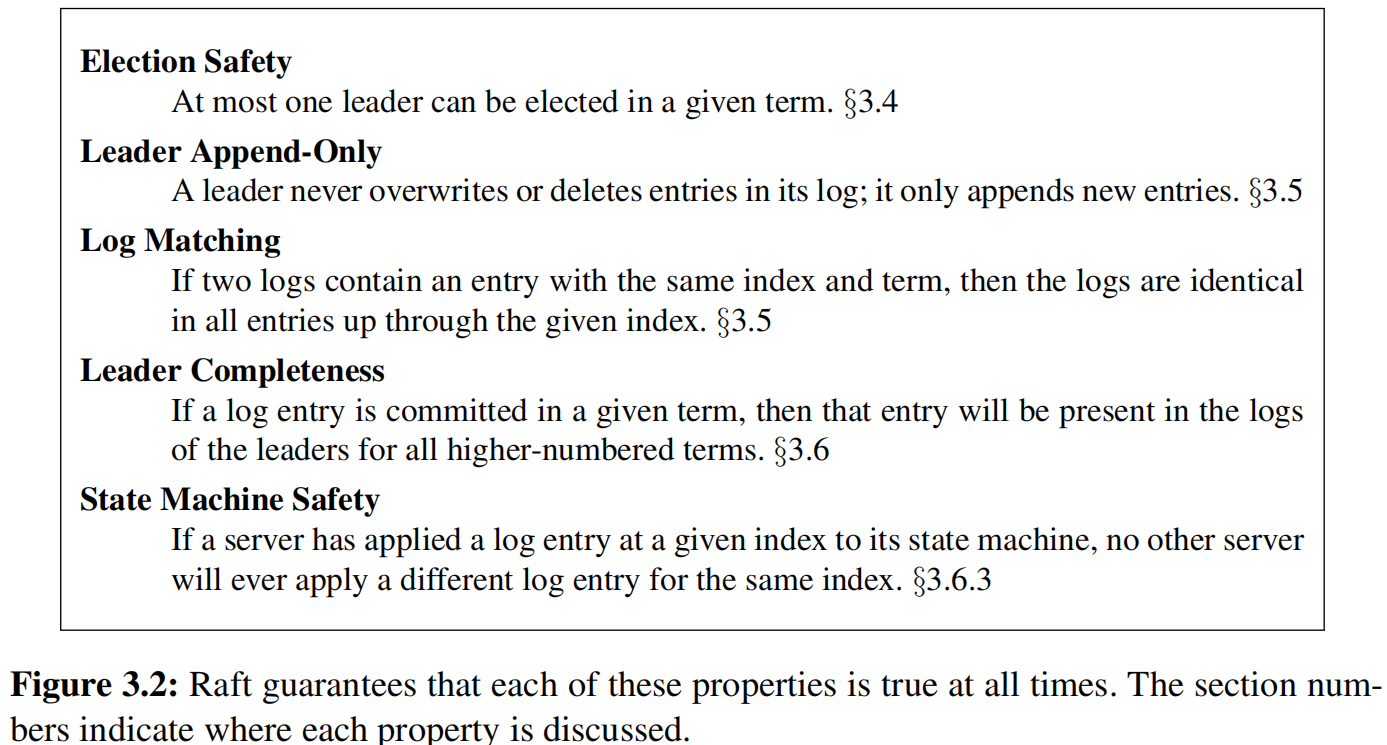 Election Safety
At most one leader can be elected in a given term. §3.4
Leader Append-Only
A leader never overwrites or deletes entries in its log; it only appends new entries. §3.5
Log Matching
If two logs contain an entry with the same index and term, then the logs are identical
in all entries up through the given index. §3.5
Leader Completeness
If a log entry is committed in a given term, then that entry will be present in the logs
of the leaders for all higher-numbered terms. §3.6
State Machine Safety
If a server has applied a log entry at a given index to its state machine, no other server
will ever apply a different log entry for the same index. §3.6.3
Figure 3.2: Raft guarantees that each of these properties is true at all times. The section num-
bers indicate where each property is discussed.